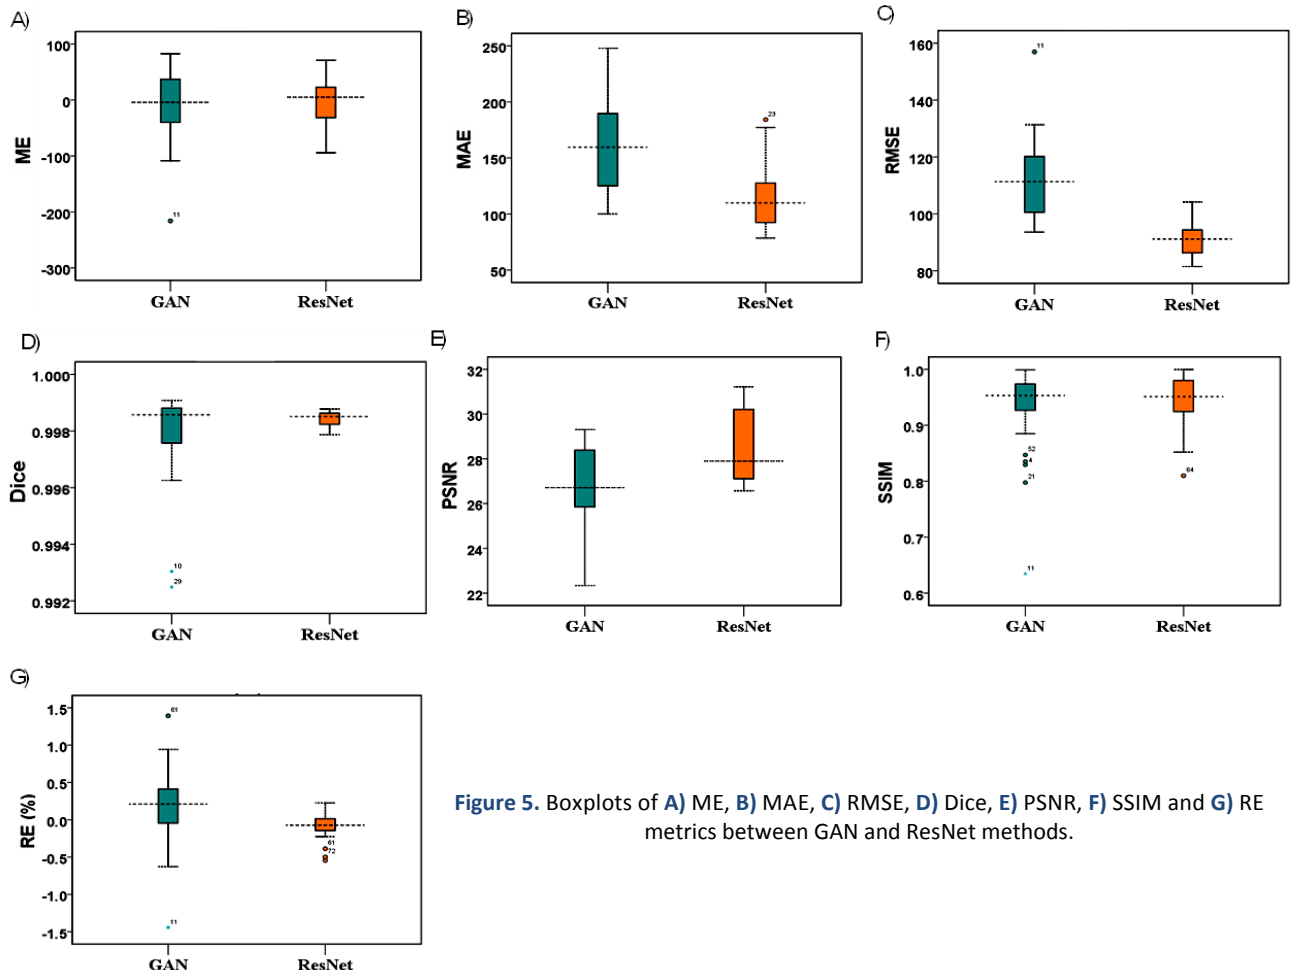 A)
100
0
-100
-200
-300
ME
11
GAN ResNet
B)
250
200
150
100
50
MAE
23
GAN ResNet
C)
160
140
120
100
80
RMSE
11
GAN ResNet
D)
1.000
0.998
0.996
0.994
0.992
Dice
10
29
GAN ResNet
E)
32
30
28
26
24
22
PSNR
GAN ResNet
F)
1.0
0.9
0.8
0.7
0.6
SSIM
52
4
21
11
64
GAN ResNet
G)
1.5
1.0
0.5
0.0
-0.5
-1.0
-1.5
RE (%)
61
11
61
72
GAN ResNet
Figure 5. Boxplots of A) ME, B) MAE, C) RMSE, D) Dice, E) PSNR, F) SSIM and G) RE
metrics between GAN and ResNet methods.